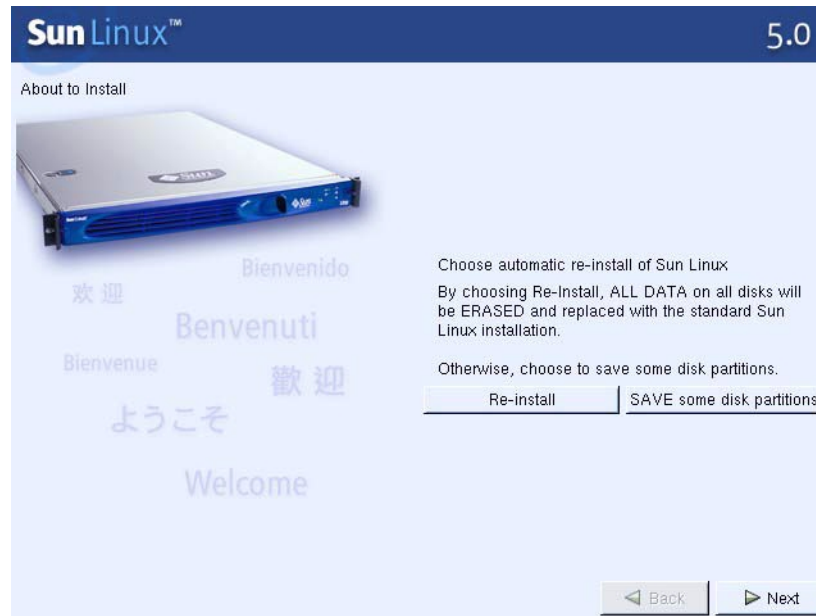 Sun Linux™
5.0
About to Install
Sun
Sun
Bienvenido
欢迎
Benvenuti
Bienvenue
歡迎
ようこそ
Welcome
Choose automatic re-install of Sun Linux
By choosing Re-Install, ALL DATA on all disks will
be ERASED and replaced with the standard Sun
Linux installation.
Otherwise, choose to save some disk partitions.
Re-install
SAVE some disk partitions
Back
Next